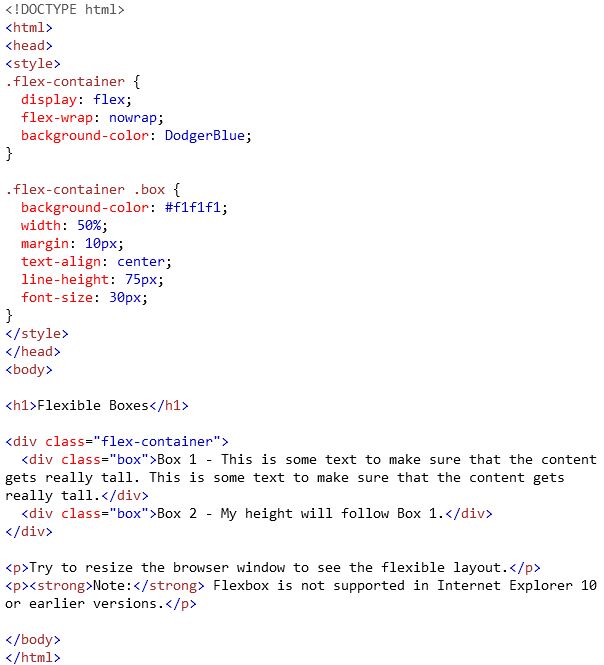 <!DOCTYPE html>
<html>
<head>
<style>
.flex-container {
  display: flex;
  flex-wrap: nowrap;
  background-color: DodgerBlue;
}

.flex-container .box {
  background-color: #f1f1f1;
  width: 50%;
  margin: 10px;
  text-align: center;
  line-height: 75px;
  font-size: 30px;
}
</style>
</head>
<body>

<h1>Flexible Boxes</h1>

<div class="flex-container">
  <div class="box">Box 1 - This is some text to make sure that the content
gets really tall. This is some text to make sure that the content gets
really tall.</div>
  <div class="box">Box 2 - My height will follow Box 1.</div>
</div>

<p>Try to resize the browser window to see the flexible layout.</p>
<p><strong>Note:</strong> Flexbox is not supported in Internet Explorer 10
or earlier versions.</p>

</body>
</html>